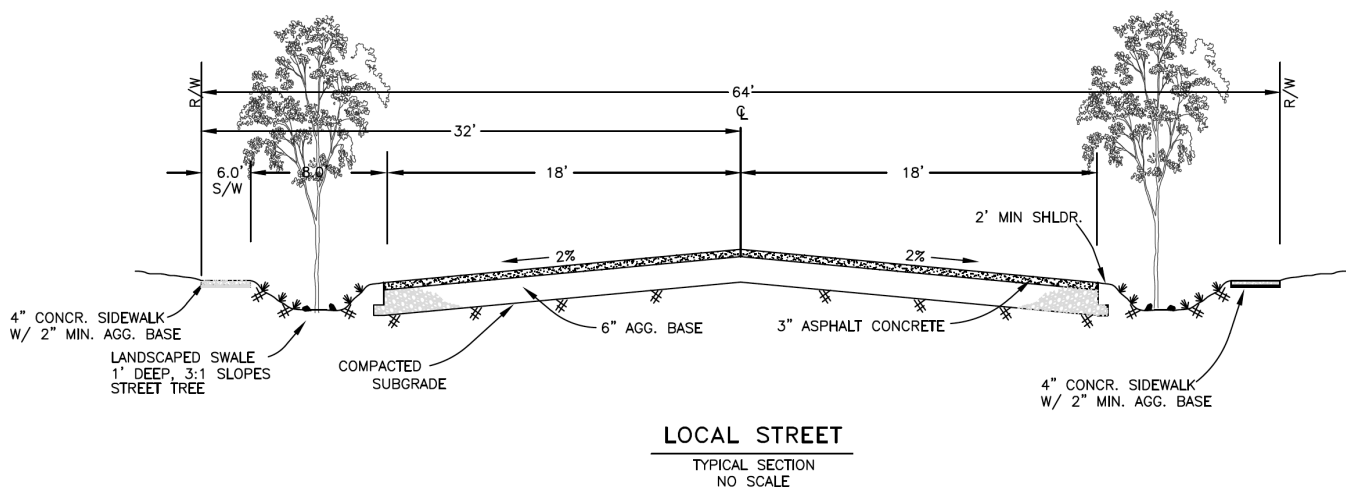 R/W
64'
R/W
℄
32'
6.0'
S/W
8.0'
18'
18'
2' MIN SHLDR.
2%
2%
4" CONCR. SIDEWALK
W/ 2" MIN. AGG. BASE
LANDSCAPED SWALE
1' DEEP, 3:1 SLOPES
STREET TREE
COMPACTED
SUBGRADE
6" AGG. BASE
3" ASPHALT CONCRETE
4" CONCR. SIDEWALK
W/ 2" MIN. AGG. BASE
LOCAL STREET
TYPICAL SECTION
NO SCALE